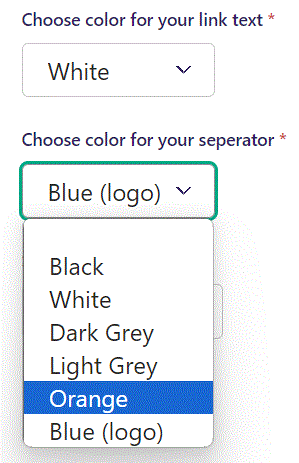 Choose color for your link text *
White
Choose color for your seperator *
Blue (logo)
Black
White
Dark Grey
Light Grey
Orange
Blue (logo)